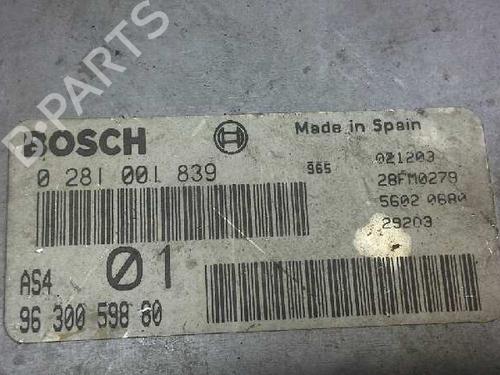 B-PARTS
BOSCH
Made in Spain
0 281 001 839
965
021203
28FM0279
5602 06A0
29203
01
AS4
96 300 598 80